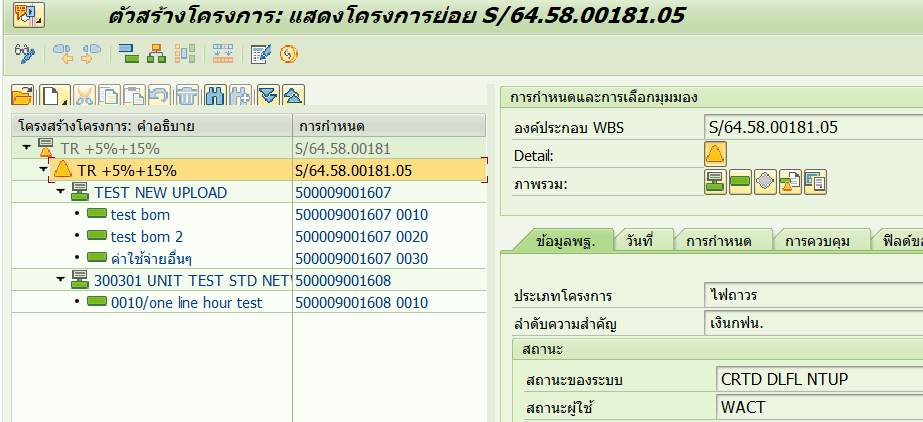 ตัวสร้างโครงการ: แสดงโครงการย่อย S/64.58.00181.05
โครงสร้างโครงการ: คำอธิบาย การกำหนด
TR +5%+15% S/64.58.00181
TR +5%+15% S/64.58.00181.05
TEST NEW UPLOAD 500009001607
test bom 500009001607 0010
test bom 2 500009001607 0020
ค่าใช้จ่ายอื่นๆ 500009001607 0030
300301 UNIT TEST STD NETW 500009001608
0010/one line hour test 500009001608 0010
การกำหนดและการเลือกมุมมอง
องค์ประกอบ WBS S/64.58.00181.05
Detail:
ภาพรวม:
ข้อมูลพฐ. วันที่ การกำหนด การควบคุม ฟิลด์ขอ
ประเภทโครงการ ไฟถาวร
ลำดับความสำคัญ เงินกฟน.
สถานะ
สถานะของระบบ CRTD DLFL NTUP
สถานะผู้ใช้ WACT